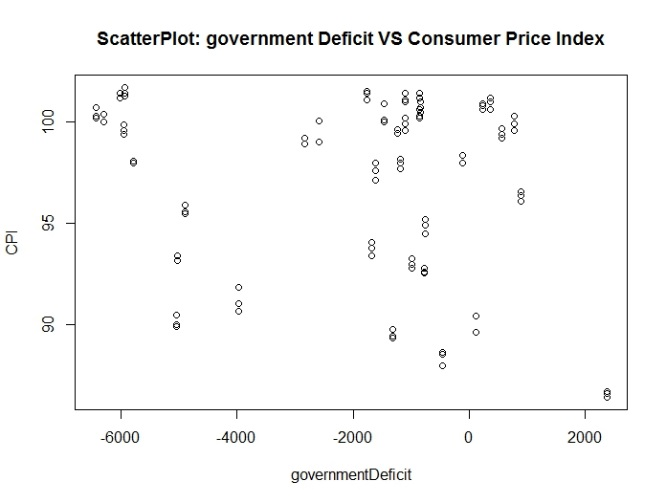 ScatterPlot: government Deficit VS Consumer Price Index
100
95
90
CPI
-6000 -4000 -2000 0 2000
governmentDeficit